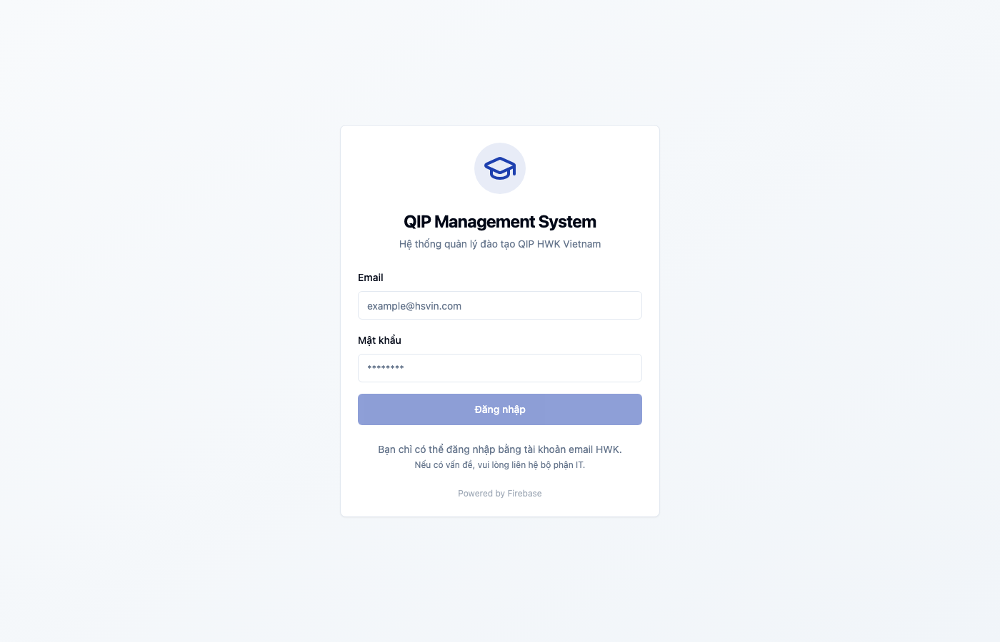 QIP Management System
Hệ thống quản lý đào tạo QIP HWK Vietnam
Email
example@hsvin.com
Mật khẩu
********
Đăng nhập
Bạn chỉ có thể đăng nhập bằng tài khoản email HWK.
Nếu có vấn đề, vui lòng liên hệ bộ phận IT.
Powered by Firebase